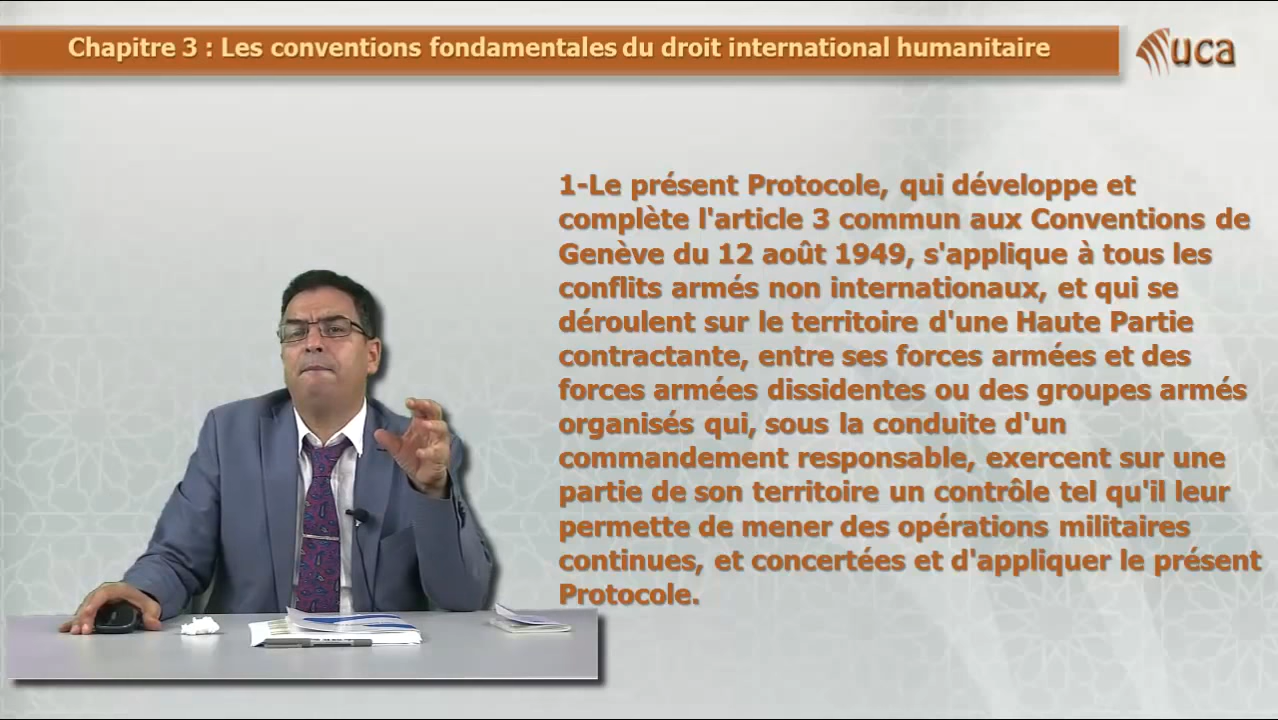 Chapitre 3 : Les conventions fondamentales du droit international humanitaire
uca
1-Le présent Protocole, qui développe et
complète l'article 3 commun aux Conventions de
Genève du 12 août 1949, s'applique à tous les
conflits armés non internationaux, et qui se
déroulent sur le territoire d'une Haute Partie
contractante, entre ses forces armées et des
forces armées dissidentes ou des groupes armés
organisés qui, sous la conduite d'un
commandement responsable, exercent sur une
partie de son territoire un contrôle tel qu'il leur
permette de mener des opérations militaires
continues, et concertées et d'appliquer le présent
Protocole.